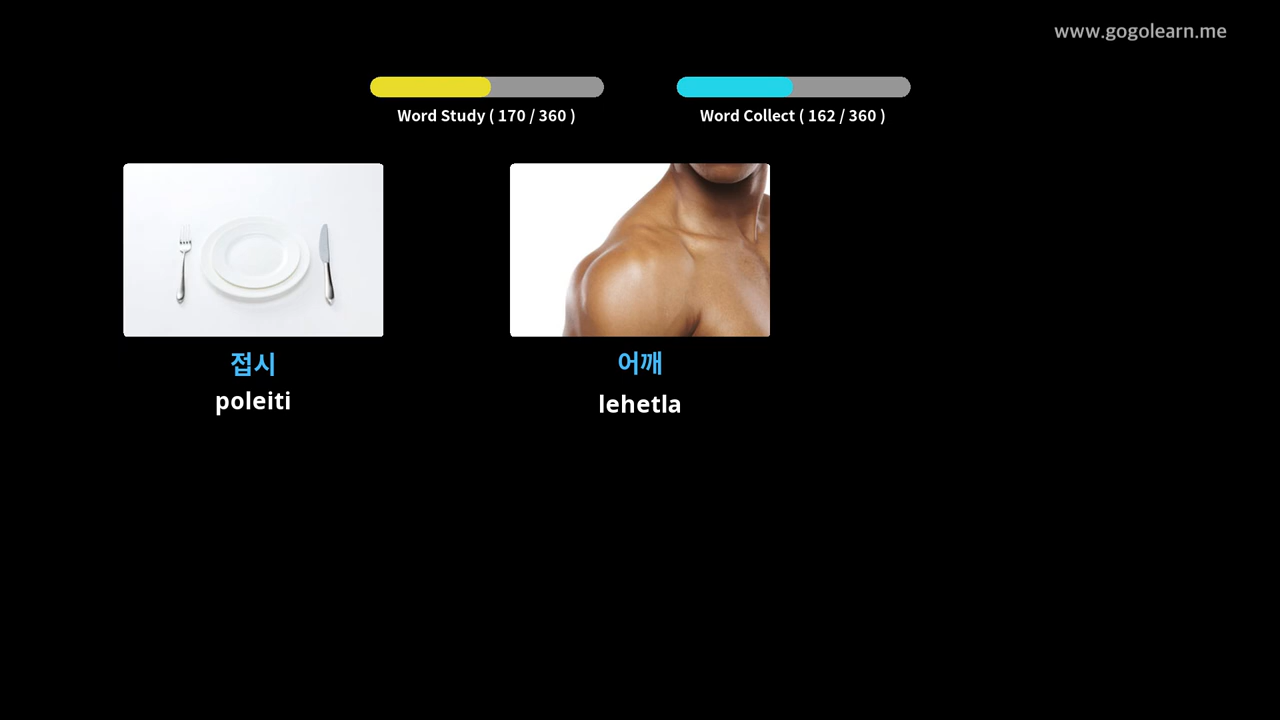 www.gogolearn.me
Word Study ( 170 / 360 )
Word Collect ( 162 / 360 )
접시
poleiti
어깨
lehetla